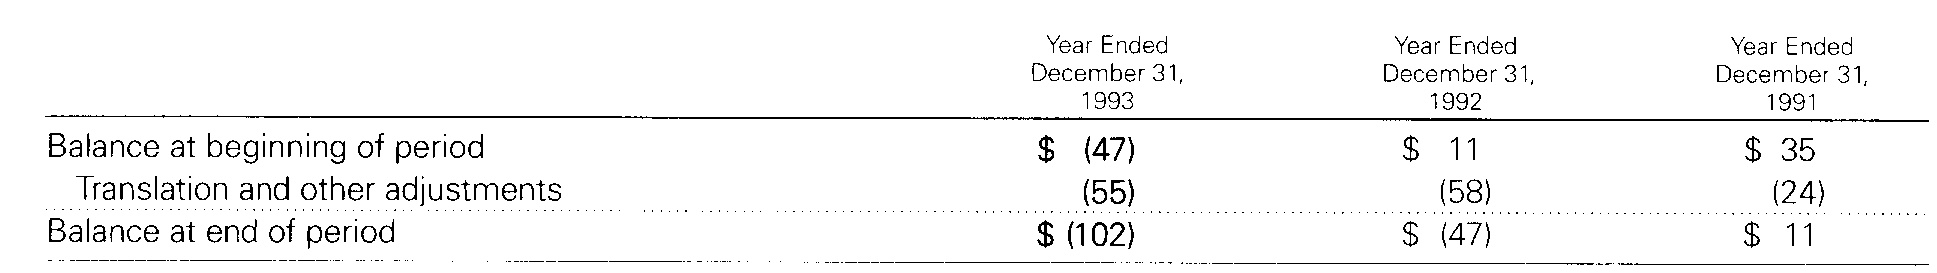 Year Ended Year Ended Year Ended
December 31, December 31, December 31,
1993 1992 1991
Balance at beginning of period $ (47) $ 11 $ 35
Translation and other adjustments (55) (58) (24)
Balance at end of period $ (102) $ (47) $ 11